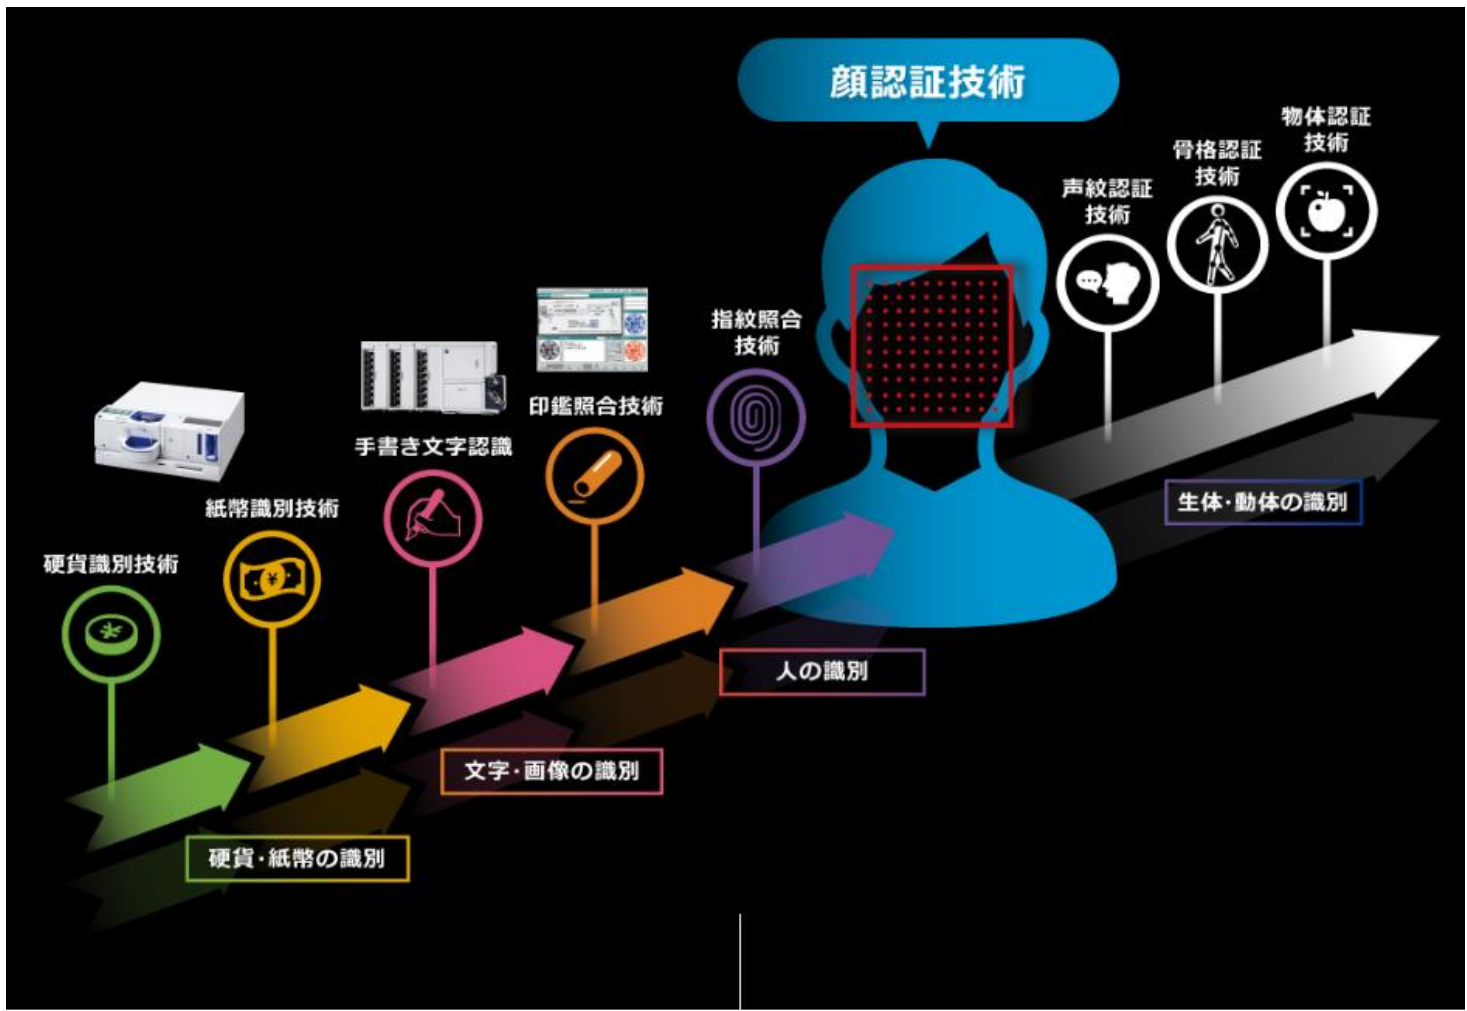 顔認証技術
物体認証
技術
骨格認証
技術
声紋認証
技術
指紋照合
技術
印鑑照合技術
手書き文字認識
紙幣識別技術
硬貨識別技術
生体・動体の識別
人の識別
文字・画像の識別
硬貨・紙幣の識別